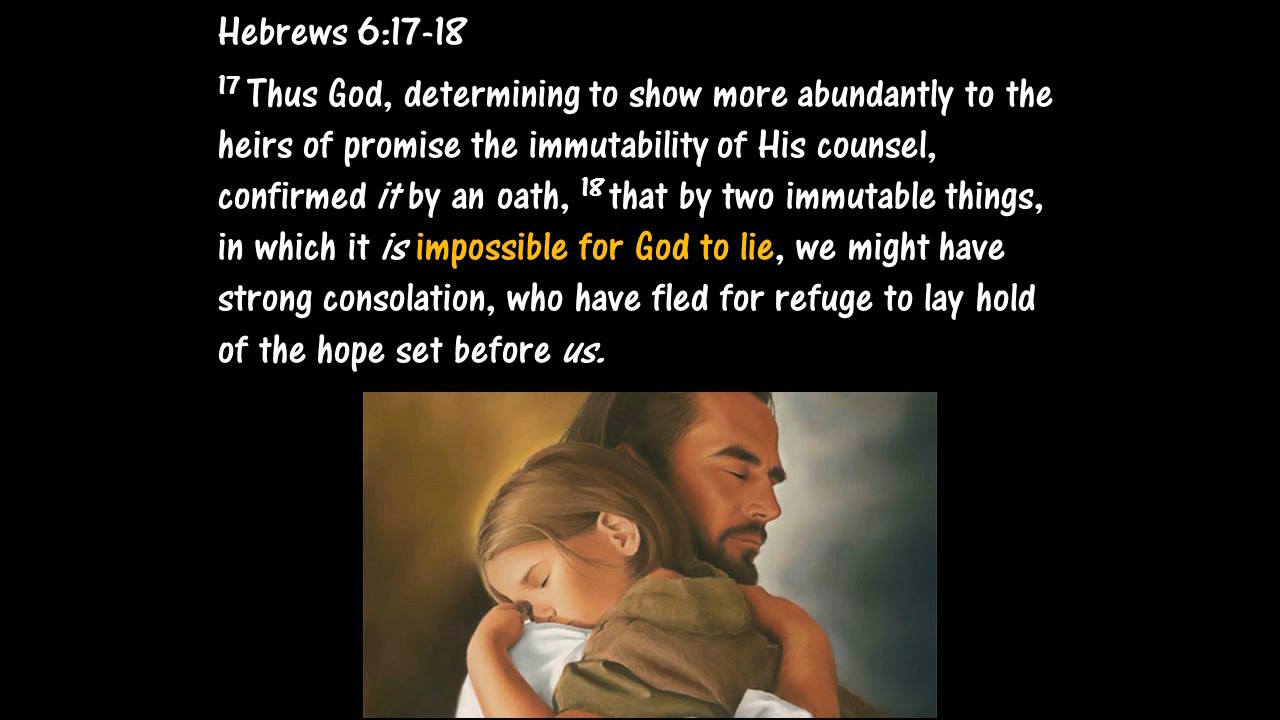 Hebrews 6:17-18
17 Thus God, determining to show more abundantly to the
heirs of promise the immutability of His counsel,
confirmed it by an oath, 18 that by two immutable things,
in which it is impossible for God to lie, we might have
strong consolation, who have fled for refuge to lay hold
of the hope set before us.